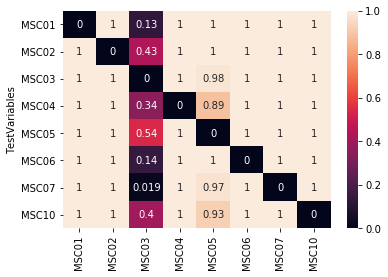 MSC01 0 1 0.13 1 1 1 1 1
MSC02 1 0 0.43 1 1 1 1 1
MSC03 1 1 0 1 0.98 1 1 1
MSC04 1 1 0.34 0 0.89 1 1 1
MSC05 1 1 0.54 1 0 1 1 1
MSC06 1 1 0.14 1 1 0 1 1
MSC07 1 1 0.019 1 0.97 1 0 1
MSC10 1 1 0.4 1 0.93 1 1 0
TestVariables
MSC01 MSC02 MSC03 MSC04 MSC05 MSC06 MSC07 MSC10
1.0
0.8
0.6
0.4
0.2
0.0